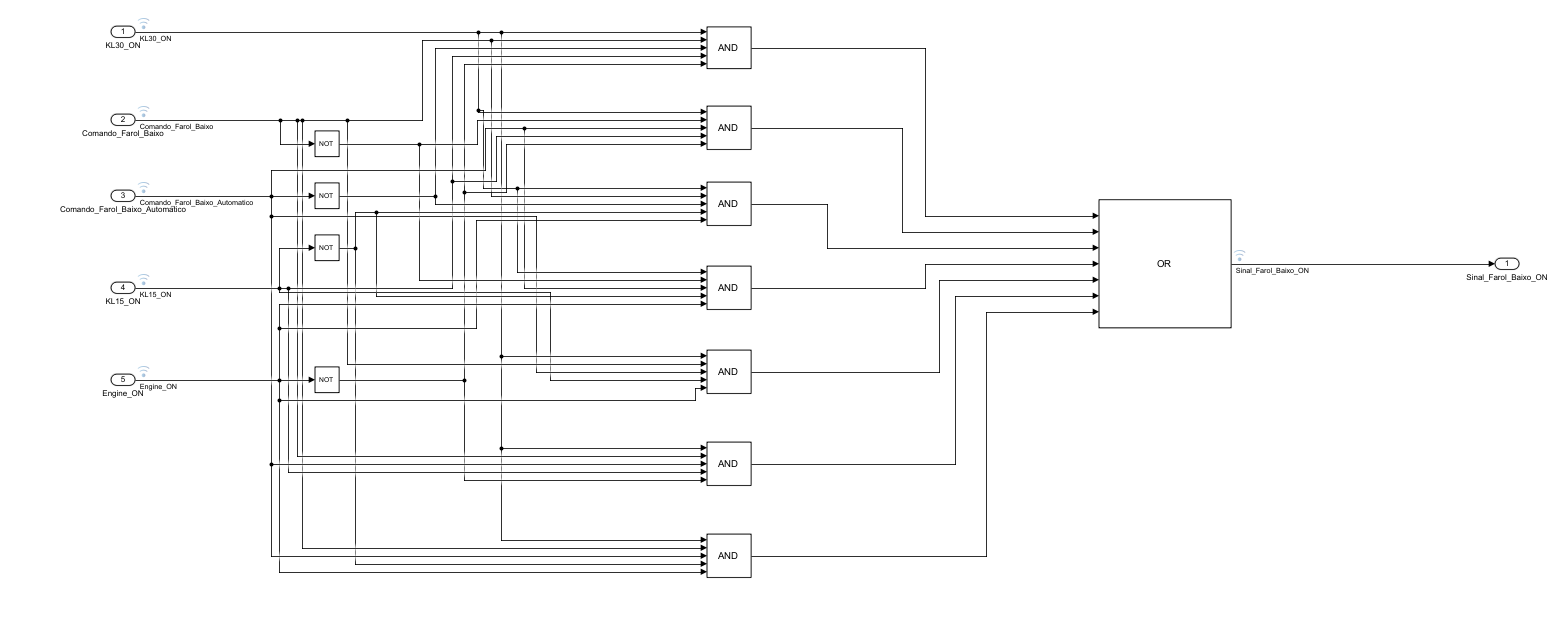 1
KL30_ON
KL30_ON
AND
2
Comando_Farol_Baixo
Comando_Farol_Baixo
NOT
AND
3
Comando_Farol_Baixo_Automatico
Comando_Farol_Baixo_Automático
NOT
AND
NOT
4
KL15_ON
KL15_ON
AND
OR
Sinal_Farol_Baixo_ON
1
Sinal_Farol_Baixo_ON
5
Engine_ON
Engine_ON
NOT
AND
AND
AND